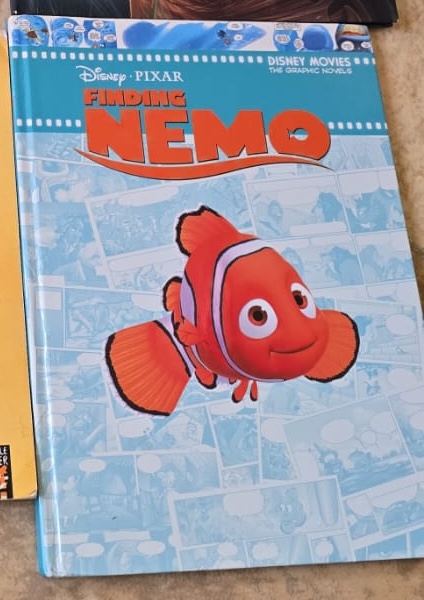 DISNEY MOVIES
THE GRAPHIC NOVELS
Disney · PIXAR
FINDING
NEMO